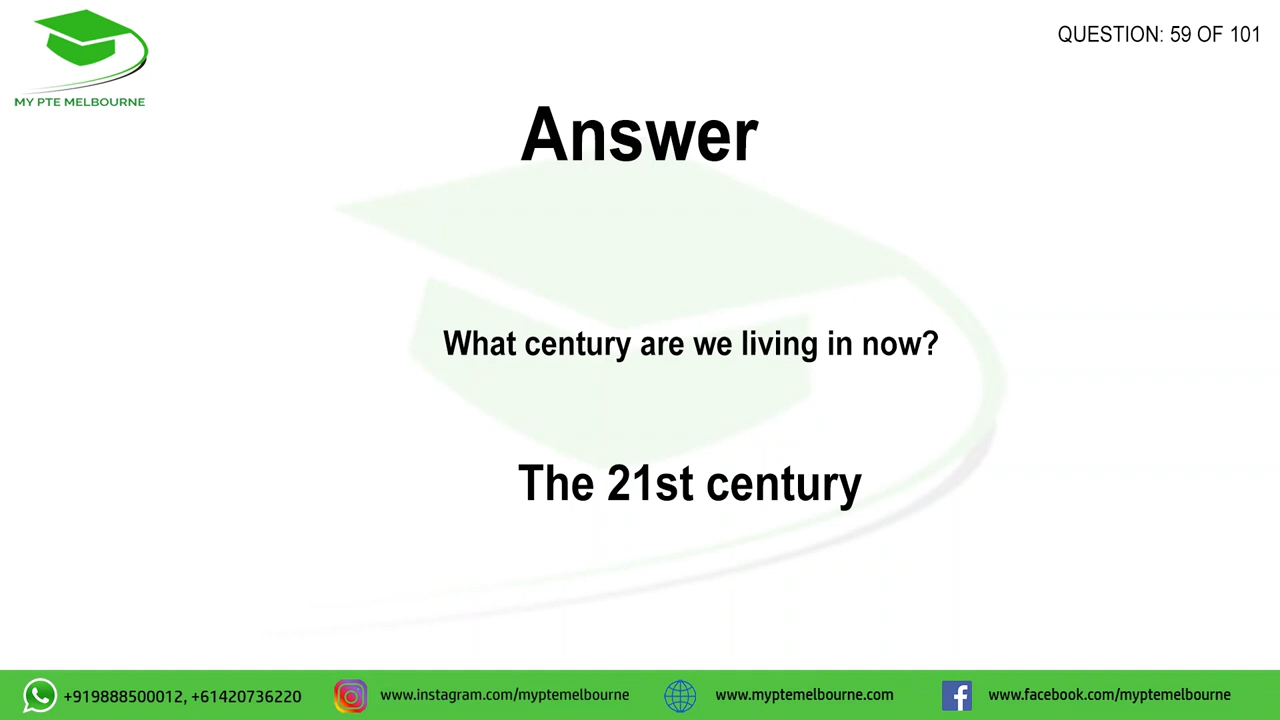 MY PTE MELBOURNE
QUESTION: 59 OF 101
Answer
What century are we living in now?
The 21st century
+919888500012, +61420736220
www.instagram.com/myptemelbourne
www.myptemelbourne.com
www.facebook.com/myptemelbourne